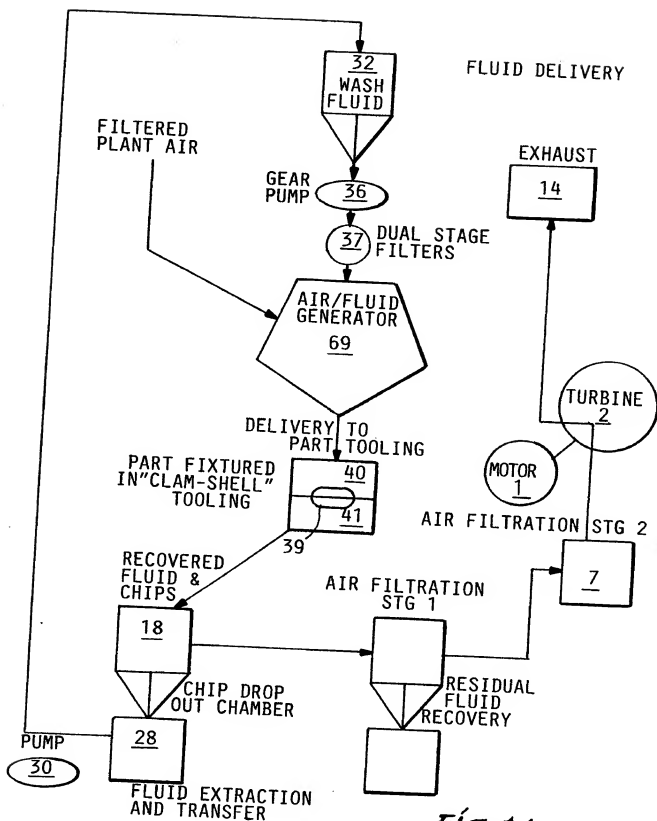 FLUID DELIVERY
32
WASH
FLUID
FILTERED
PLANT AIR
GEAR
PUMP
36
EXHAUST
14
37
DUAL STAGE
FILTERS
AIR/FLUID
GENERATOR
69
TURBINE
2
MOTOR
1
DELIVERY TO
PART TOOLING
PART FIXTURED
IN"CLAM-SHELL"
TOOLING
40
41
39
AIR FILTRATION STG 2
7
RECOVERED
FLUID &
CHIPS
18
AIR FILTRATION
STG 1
CHIP DROP
OUT CHAMBER
RESIDUAL
FLUID
RECOVERY
PUMP
30
28
FLUID EXTRACTION
AND TRANSFER